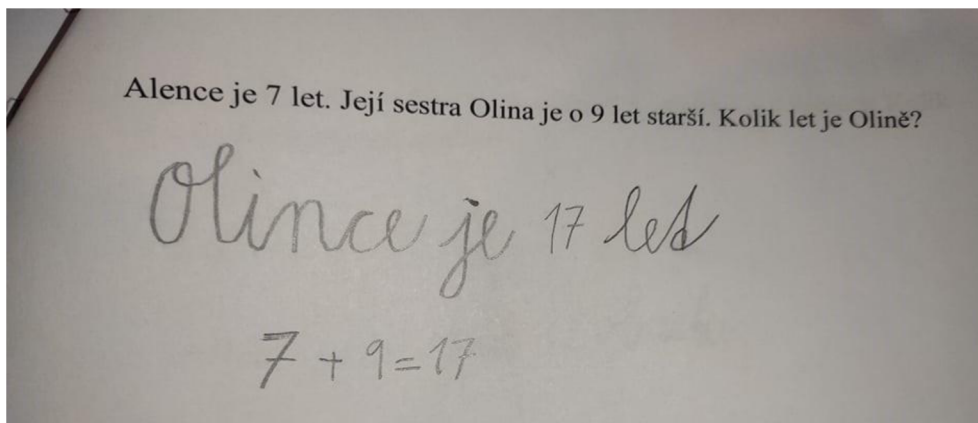 Alence je 7 let. Její sestra Olina je o 9 let starší. Kolik let je Olině?
Olince je 17 let
7 + 9 = 17